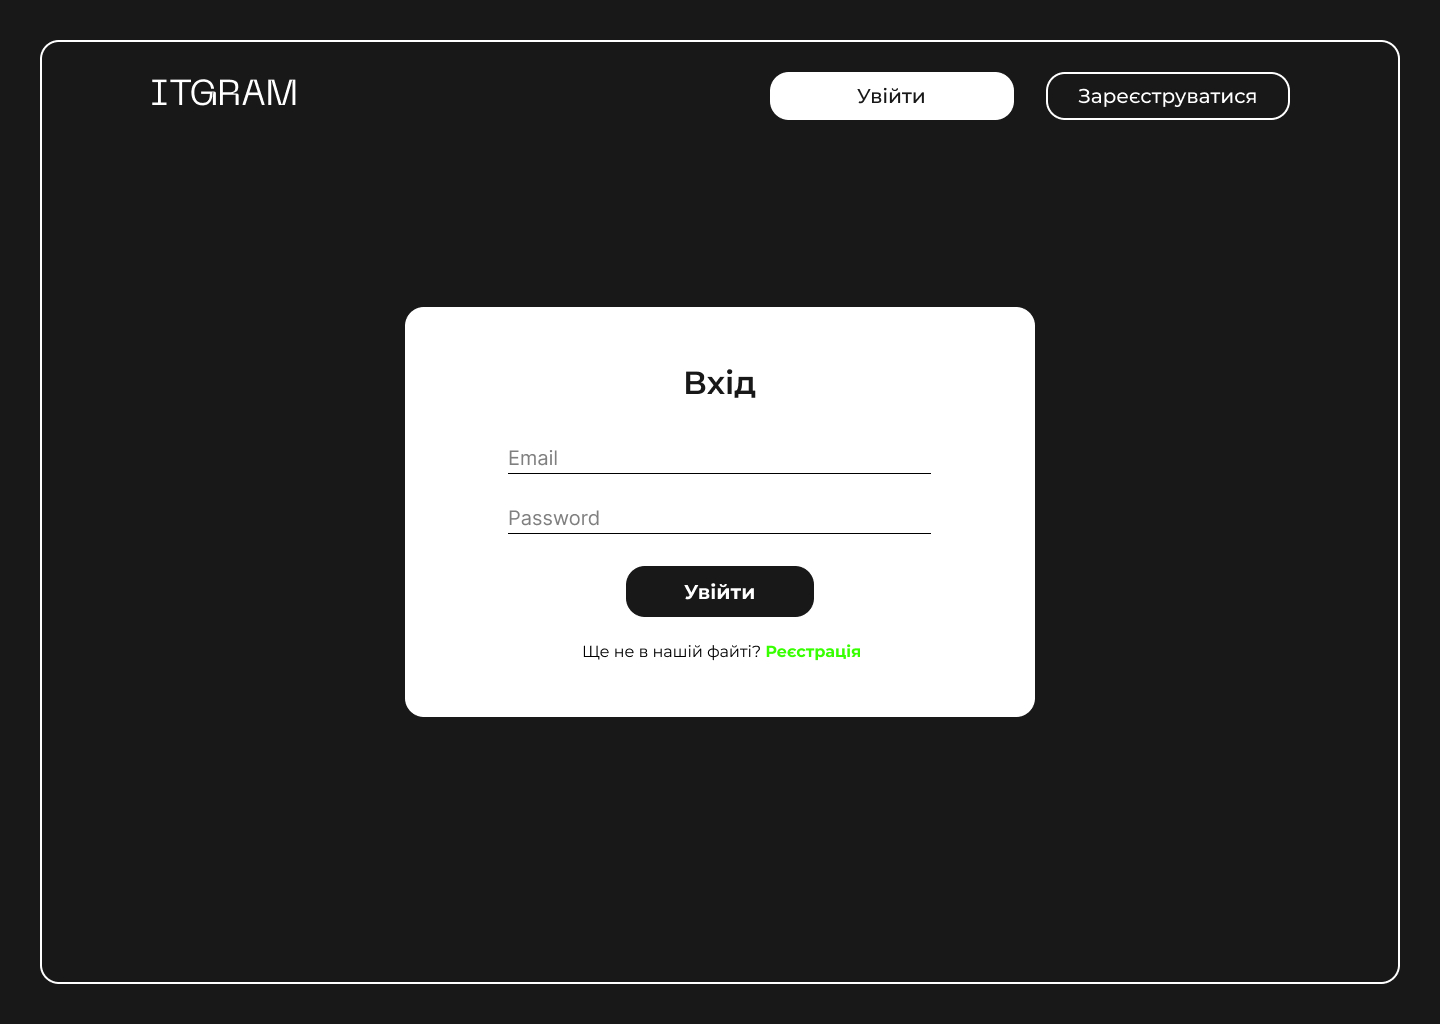 ITGRAM
Увійти
Зареєструватися
Вхід
Email
Password
Увійти
Ще не в нашій файті? Реєстрація